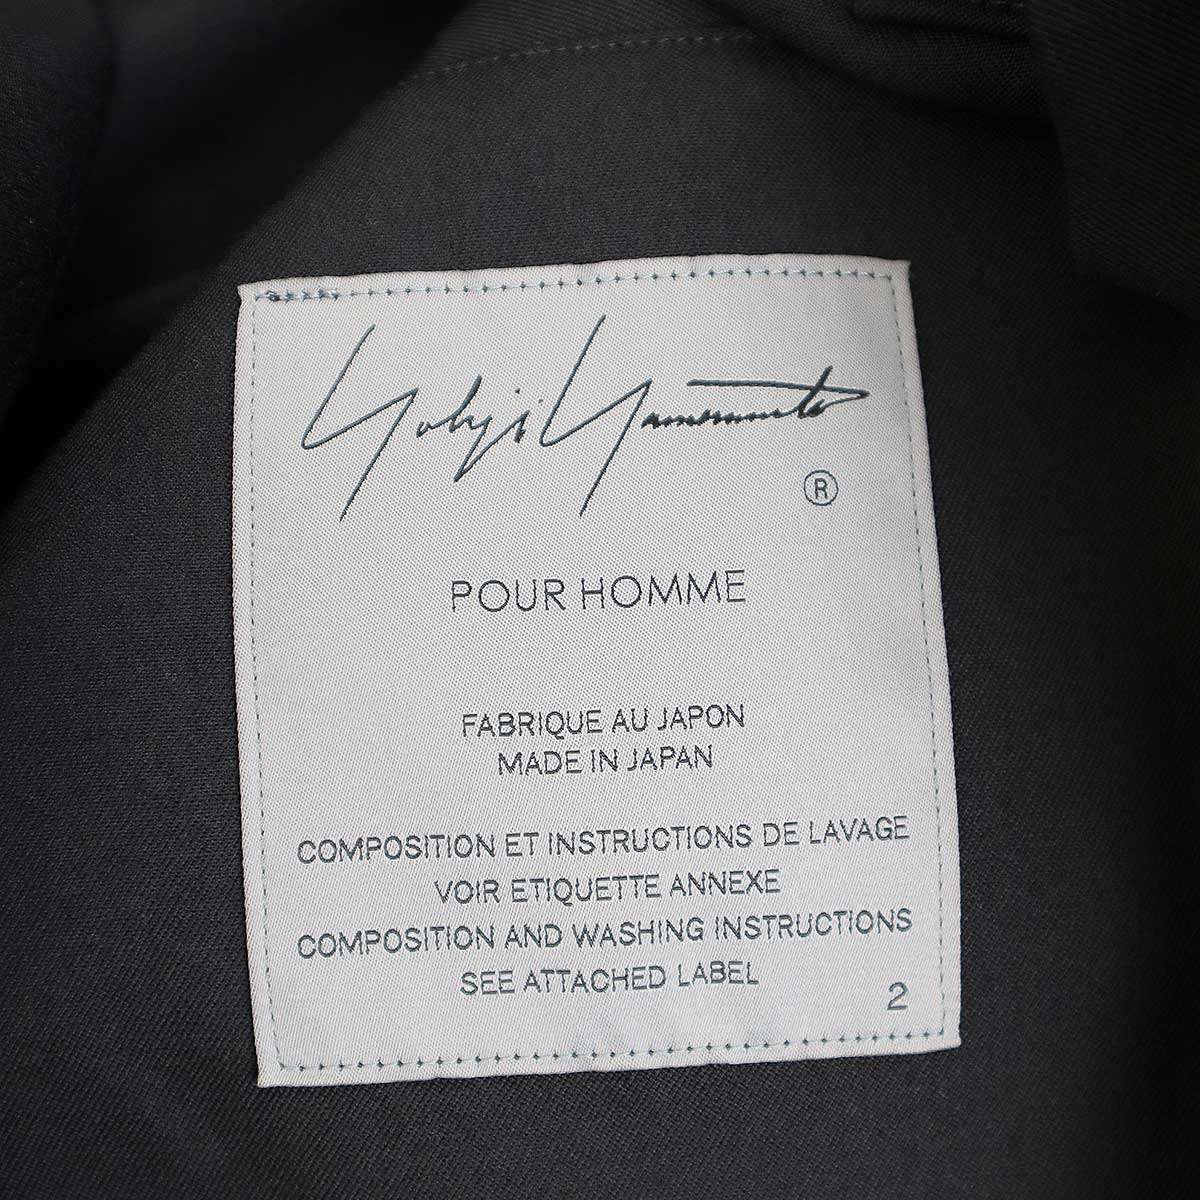 Yohji Yamamoto
®
POUR HOMME
FABRIQUE AU JAPON
MADE IN JAPAN
COMPOSITION ET INSTRUCTIONS DE LAVAGE
VOIR ETIQUETTE ANNEXE
COMPOSITION AND WASHING INSTRUCTIONS
SEE ATTACHED LABEL
2